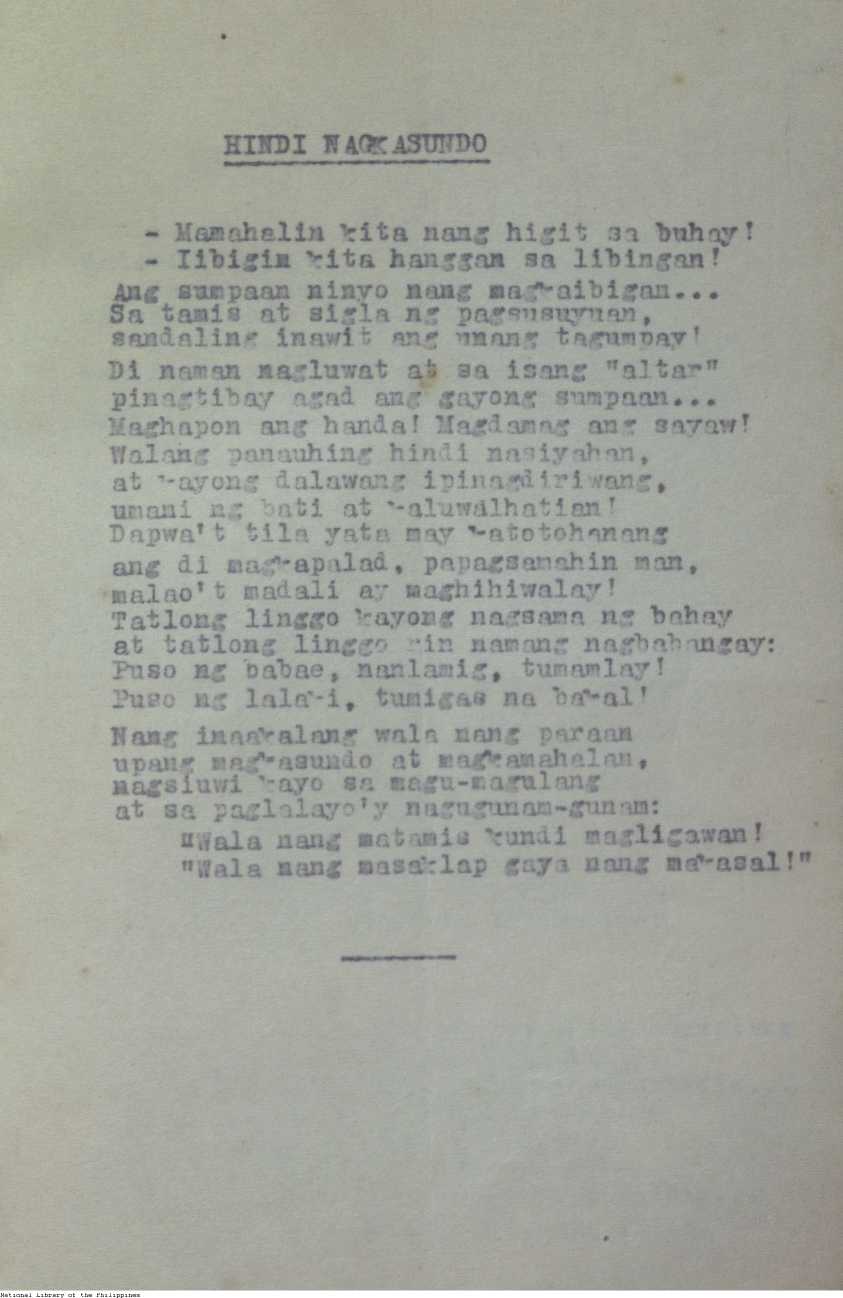 HINDI NAGKASUNDO
- Mamahalin kita nang higit sa buhay!
- Iibigin kita hanggan sa libingan!
Ang sumpaan ninyo nang magkaibigan...
Sa tamis at sigla ng pagsusuyuan,
sandaling inawit ang unang tagumpay!
Di naman nagluwat at sa isang "altar"
pinagtibay agad ang gayong sumpaan...
Maghapon ang handa! Magdamag ang sayaw!
Walang panauhing hindi nasiyahan,
at kayong dalawang ipinagdiriwang,
umani ng bati at kaluwalhatian!
Dapwa't tila yata may katotohanang
ang di magkapalad, papagsamahin man,
malao't madali ay maghihiwalay!
Tatlong linggo kayong nagsama ng bahay
at tatlong linggo rin namang nagbabangay:
Puso ng babae, nanlamig, tumamlay!
Puso ng lalaki, tumigas na bakal!
Nang inaakalang wala nang paraan
upang magkasundo at magkamahalan,
nagsiuwi kayo sa magu-magulang
at sa paglalayo'y nagugunam-gunam:
"Wala nang matamis kundi magligawan!
"Wala nang masaklap gaya nang makasal!"
National Library of the Philippines